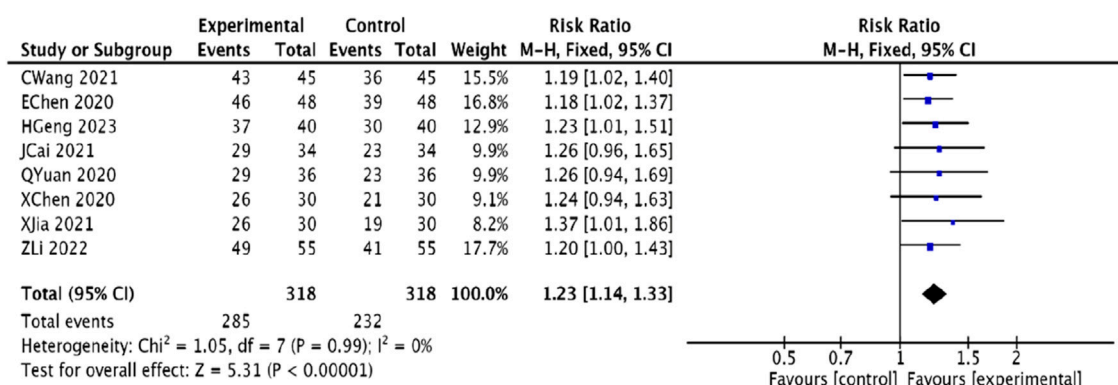 Experimental Control Risk Ratio Risk Ratio
Study or Subgroup Events Total Events Total Weight M-H, Fixed, 95% CI M-H, Fixed, 95% CI
CWang 2021 43 45 36 45 15.5% 1.19 [1.02, 1.40]
EChen 2020 46 48 39 48 16.8% 1.18 [1.02, 1.37]
HGeng 2023 37 40 30 40 12.9% 1.23 [1.01, 1.51]
JCai 2021 29 34 23 34 9.9% 1.26 [0.96, 1.65]
QYuan 2020 29 36 23 36 9.9% 1.26 [0.94, 1.69]
XChen 2020 26 30 21 30 9.1% 1.24 [0.94, 1.63]
XJia 2021 26 30 19 30 8.2% 1.37 [1.01, 1.86]
ZLi 2022 49 55 41 55 17.7% 1.20 [1.00, 1.43]
Total (95% CI) 318 318 100.0% 1.23 [1.14, 1.33]
Total events 285 232
Heterogeneity: Chi² = 1.05, df = 7 (P = 0.99); I² = 0%
Test for overall effect: Z = 5.31 (P < 0.00001)
0.5 0.7 1 1.5 2
Favours [control] Favours [experimental]